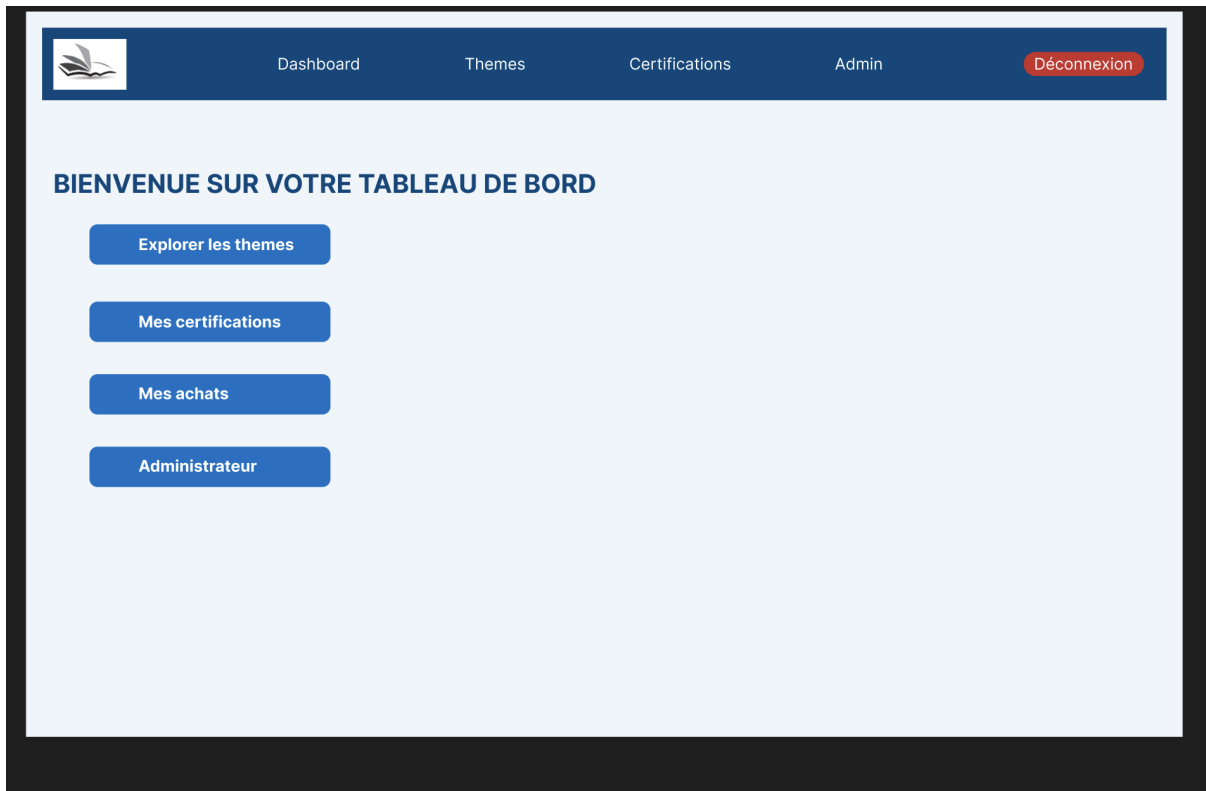 Dashboard Themes Certifications Admin Déconnexion
BIENVENUE SUR VOTRE TABLEAU DE BORD
Explorer les themes
Mes certifications
Mes achats
Administrateur